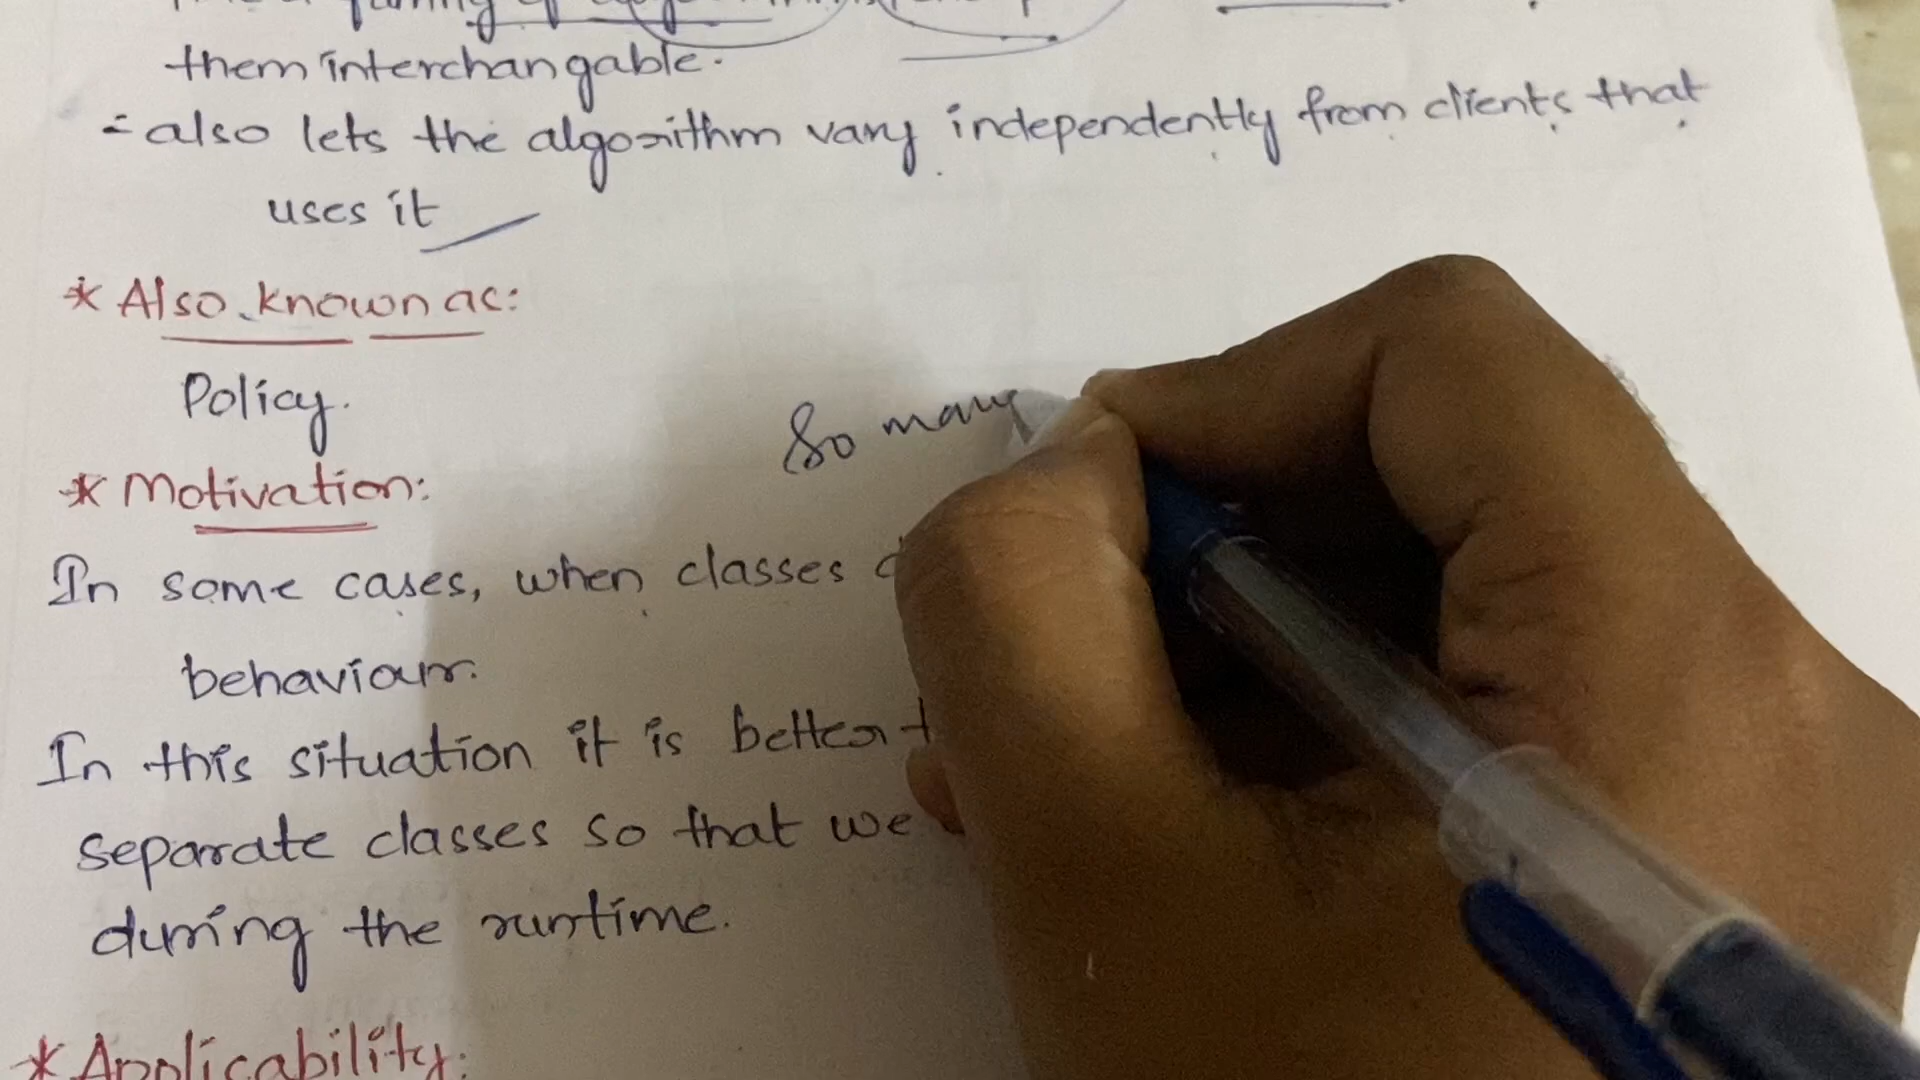 them interchangable.
- also lets the algorithm vary independently from clients that
uses it
* Also known as:
Policy.
So many
* Motivation:
In some cases, when classes
behaviour.
In this situation it is better
separate classes so that we
during the runtime.
* Applicability: